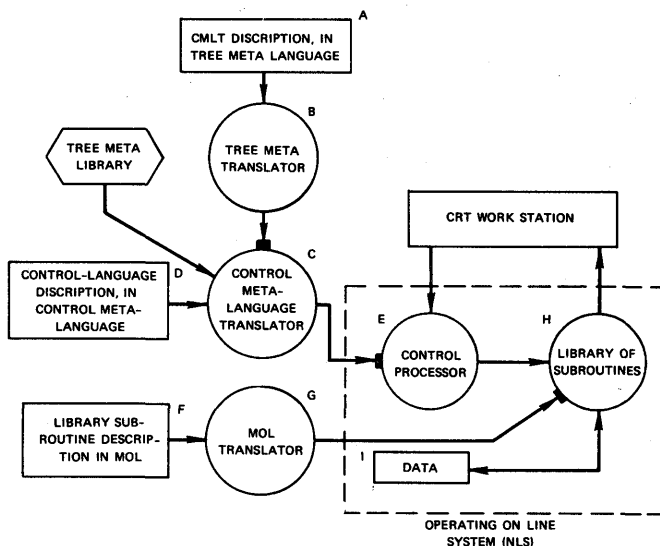 A
CMLT DISCRIPTION, IN
TREE META LANGUAGE
B
TREE META
TRANSLATOR
TREE META
LIBRARY
CRT WORK STATION
D
CONTROL-LANGUAGE
DISCRIPTION, IN
CONTROL META-
LANGUAGE
C
CONTROL
META-
LANGUAGE
TRANSLATOR
E
CONTROL
PROCESSOR
H
LIBRARY OF
SUBROUTINES
F
LIBRARY SUB-
ROUTINE DESCRIP-
TION IN MOL
G
MOL
TRANSLATOR
1
DATA
OPERATING ON LINE
SYSTEM (NLS)